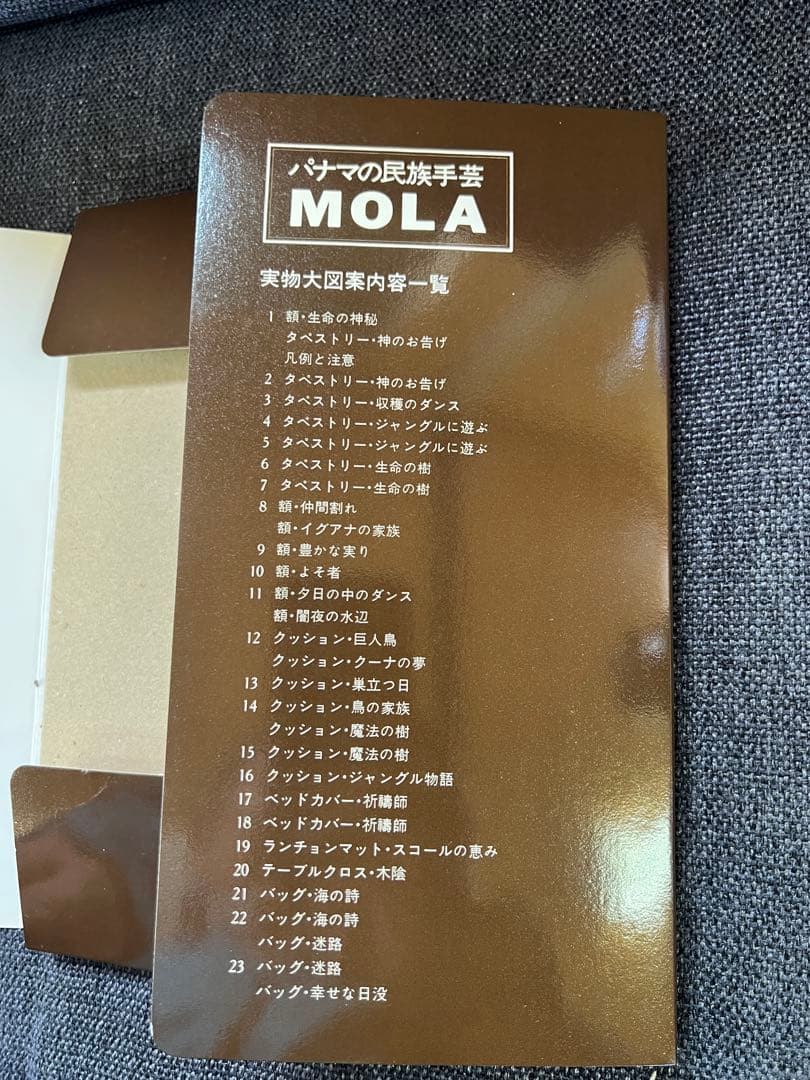 パナマの民族手芸
MOLA
実物大図案内容一覧
1 額・生命の神秘
タペストリー・神のお告げ
凡例と注意
2 タペストリー・神のお告げ
3 タペストリー・収穫のダンス
4 タペストリー・ジャングルに遊ぶ
5 タペストリー・ジャングルに遊ぶ
6 タペストリー・生命の樹
7 タペストリー・生命の樹
8 額・仲間割れ
額・イグアナの家族
9 額・豊かな実り
10 額・よそ者
11 額・夕日の中のダンス
額・闇夜の水辺
12 クッション・巨人鳥
クッション・クーナの夢
13 クッション・巣立つ日
14 クッション・鳥の家族
クッション・魔法の樹
15 クッション・魔法の樹
16 クッション・ジャングル物語
17 ベッドカバー・祈禱師
18 ベッドカバー・祈禱師
19 ランチョンマット・スコールの恵み
20 テーブルクロス・木陰
21 バッグ・海の詩
22 バッグ・海の詩
バッグ・迷路
23 バッグ・迷路
バッグ・幸せな日没